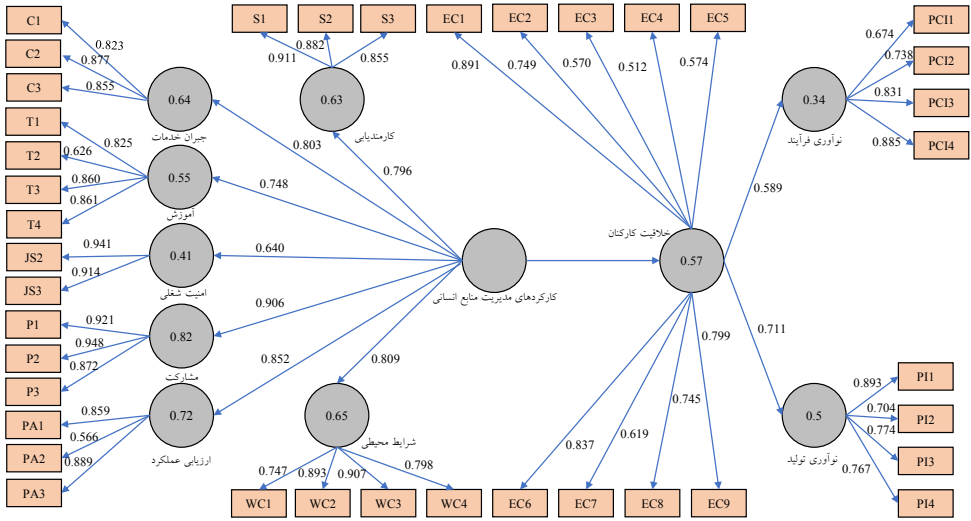 C1
C2
C3
0.823
0.877
0.855
0.64
جبران خدمات
T1
T2
T3
T4
0.825
0.626
0.860
0.861
0.55
آموزش
JS2
JS3
0.941
0.914
0.41
امنیت شغلی
P1
P2
P3
0.921
0.948
0.872
0.82
مشارکت
PA1
PA2
PA3
0.859
0.566
0.889
0.72
ارزیابی عملکرد
S1
S2
S3
0.911
0.882
0.855
0.63
کارمندیابی
0.803
0.796
0.748
0.640
0.906
0.852
0.809
کارکردهای مدیریت منابع انسانی
0.65
شرایط محیطی
0.747
0.893
0.907
0.798
WC1
WC2
WC3
WC4
EC1
EC2
EC3
EC4
EC5
0.891
0.749
0.570
0.512
0.574
خلاقیت کارکنان
0.57
0.837
0.619
0.745
0.799
EC6
EC7
EC8
EC9
0.589
0.711
0.34
نوآوری فرآیند
0.674
0.738
0.831
0.885
PCI1
PCI2
PCI3
PCI4
0.5
نوآوری تولید
0.893
0.704
0.774
0.767
PI1
PI2
PI3
PI4